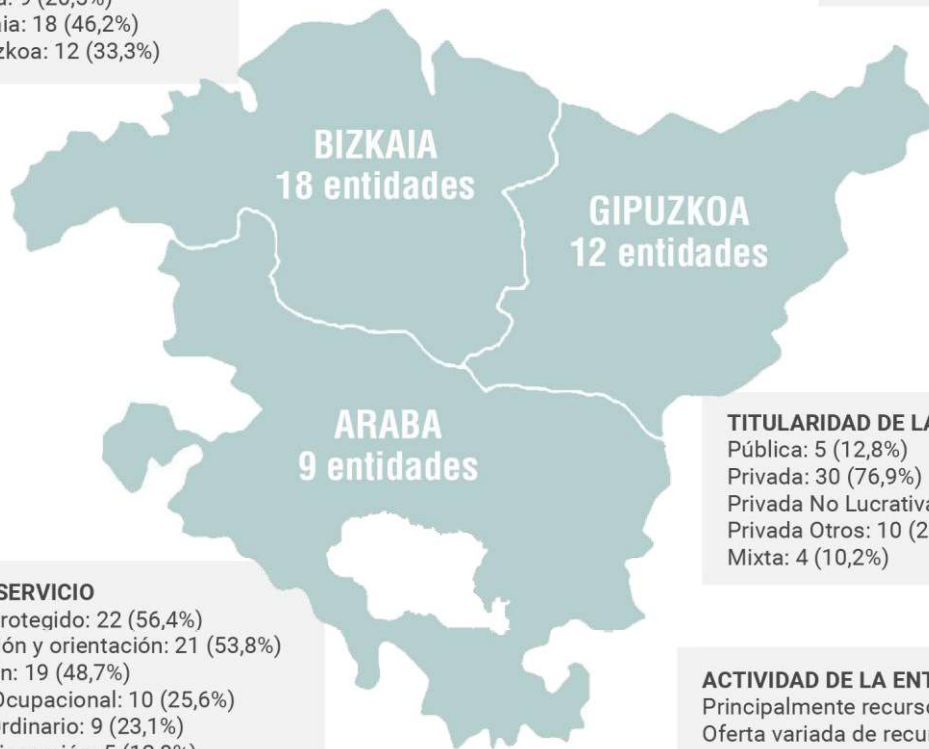 9
aia: 18 (46,2%)
zkoa: 12 (33,3%)
BIZKAIA
18 entidades
GIPUZKOA
12 entidades
ARABA
9 entidades
TITULARIDAD DE LA
Pública: 5 (12,8%)
Privada: 30 (76,9%)
Privada No Lucrativa
Privada Otros: 10 (2
Mixta: 4 (10,2%)
SERVICIO
rotegido: 22 (56,4%)
ón y orientación: 21 (53,8%)
n: 19 (48,7%)
Ocupacional: 10 (25,6%)
rdinario: 9 (23,1%)
ACTIVIDAD DE LA ENT
Principalmente recurso
Oferta variada de recu